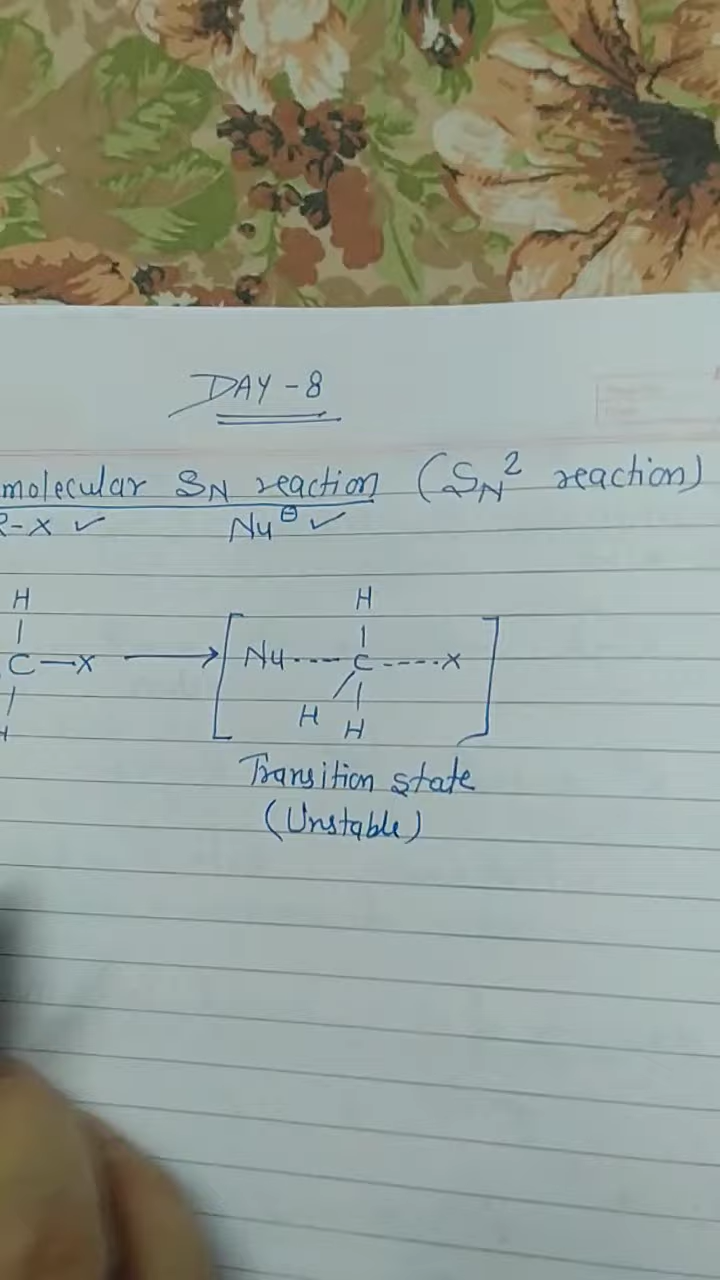 DAY - 8
molecular SN reaction (SN2 reaction)
R-X ✓ Nu⊖ ✓
H H
C—X ⟶ [Nu----C----X]
H H H
Transition state
(Unstable)